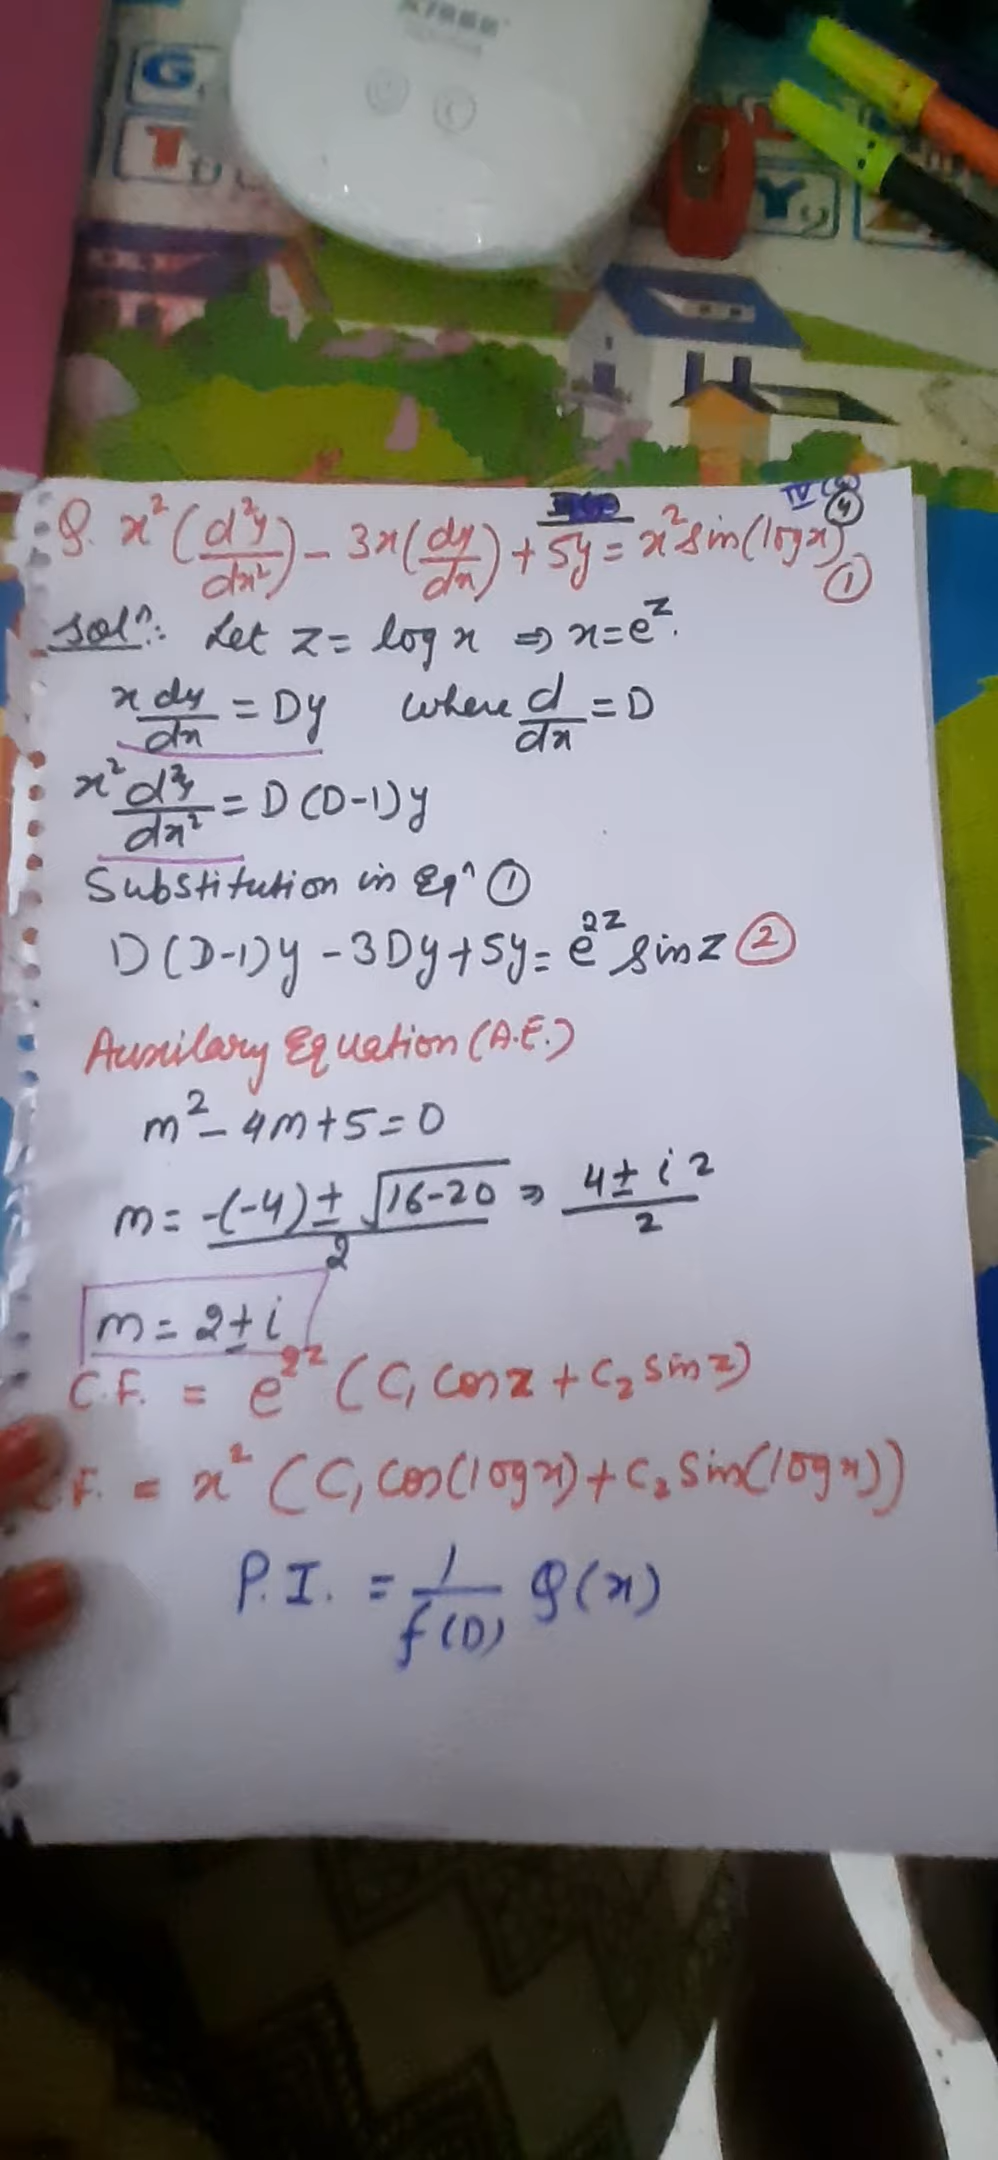 G
T
Y
IV
4
Q. x² (d²y/dx²) - 3x (dy/dx) + 5y = x² sin(log x) ①
Solⁿ: Let z = log x ⇒ x = e^z.
x dy/dx = Dy where d/dx = D
x² d²y/dx² = D(D-1)y
Substitution in Eqⁿ ①
D(D-1)y - 3Dy + 5y = e^2z sin z ②
Auxilary Equation (A.E.)
m² - 4m + 5 = 0
m = -(-4) ± √16-20 / 2 ⇒ 4 ± i2 / 2
m = 2 ± i
C.F. = e^2z (C₁ cos z + C₂ sin z)
F. = x² (C₁ cos(log x) + C₂ sin(log x))
P.I. = 1/f(D) Q(x)